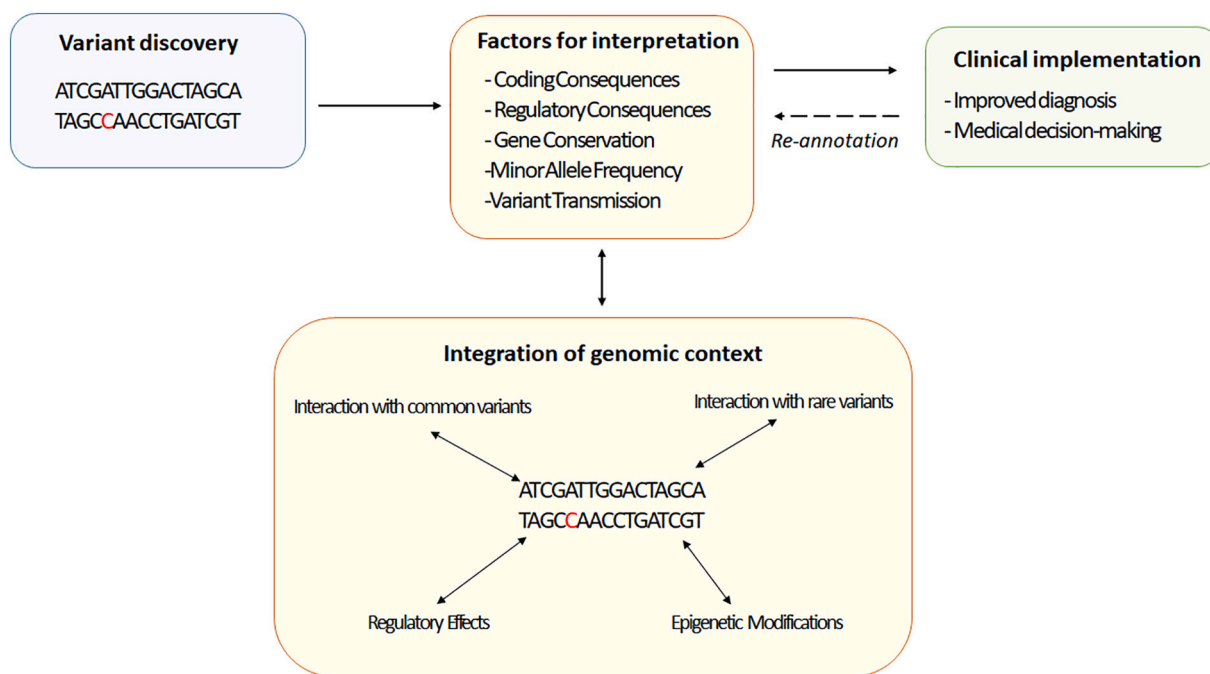 Variant discovery
ATCGATTGGACTAGCA
TAGCCAACCTGATCGT
Factors for interpretation
- Coding Consequences
- Regulatory Consequences
- Gene Conservation
-Minor Allele Frequency
-Variant Transmission
Re-annotation
Clinical implementation
- Improved diagnosis
- Medical decision-making
Integration of genomic context
Interaction with common variants
Interaction with rare variants
ATCGATTGGACTAGCA
TAGCCAACCTGATCGT
Regulatory Effects
Epigenetic Modifications